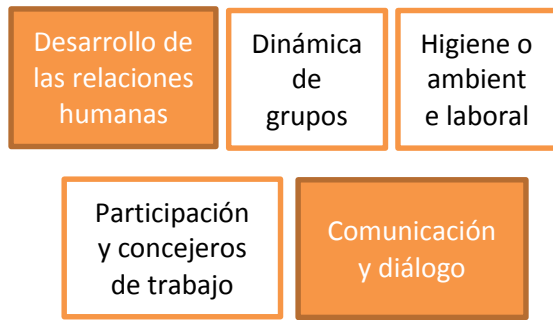 Desarrollo de
las relaciones
humanas
Dinámica
de
grupos
Higiene o
ambient
e laboral
Participación
y concejeros
de trabajo
Comunicación
y diálogo